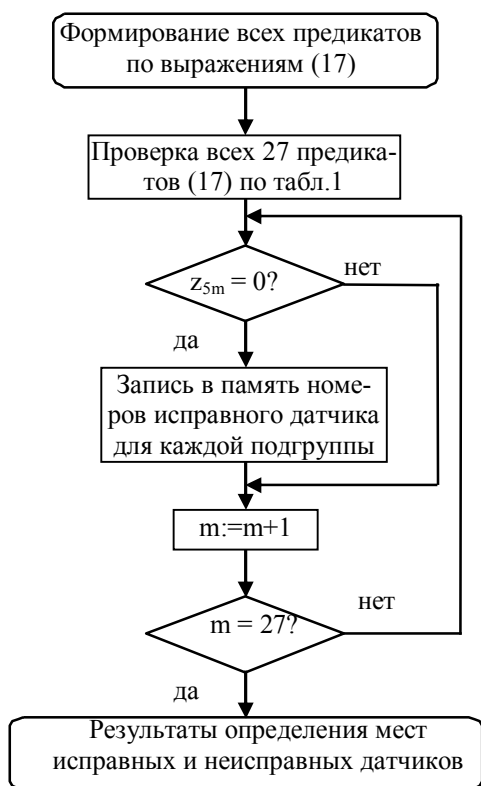 Формирование всех предикатов
по выражениям (17)
Проверка всех 27 предика-
тов (17) по табл.1
z5m = 0?
нет
да
Запись в память номе-
ров исправного датчика
для каждой подгруппы
m:=m+1
m = 27?
нет
да
Результаты определения мест
исправных и неисправных датчиков